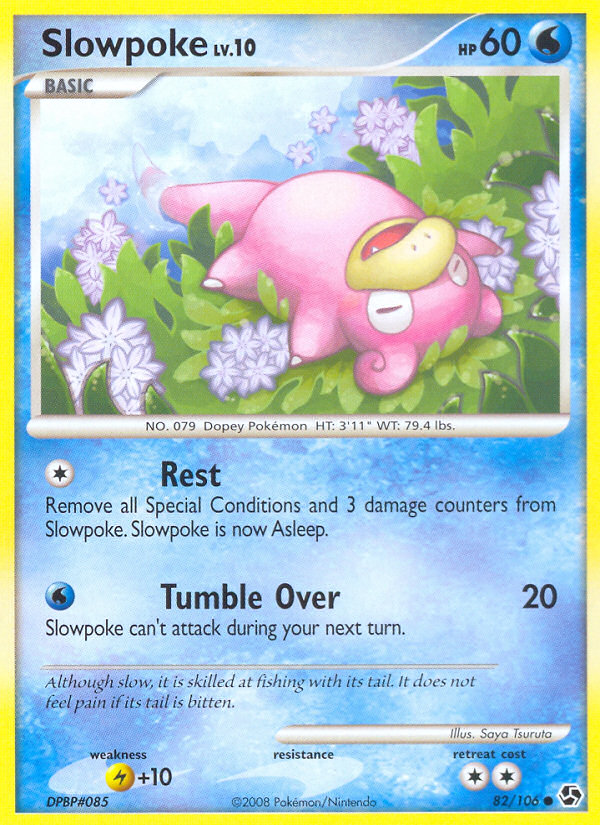 Slowpoke LV.10 HP 60
BASIC
NO. 079 Dopey Pokémon HT: 3'11" WT: 79.4 lbs.
Rest
Remove all Special Conditions and 3 damage counters from
Slowpoke. Slowpoke is now Asleep.
Tumble Over 20
Slowpoke can't attack during your next turn.
Although slow, it is skilled at fishing with its tail. It does not
feel pain if its tail is bitten.
Illus. Saya Tsuruta
weakness resistance retreat cost
+10
DPBP#085 ©2008 Pokémon/Nintendo 82/106